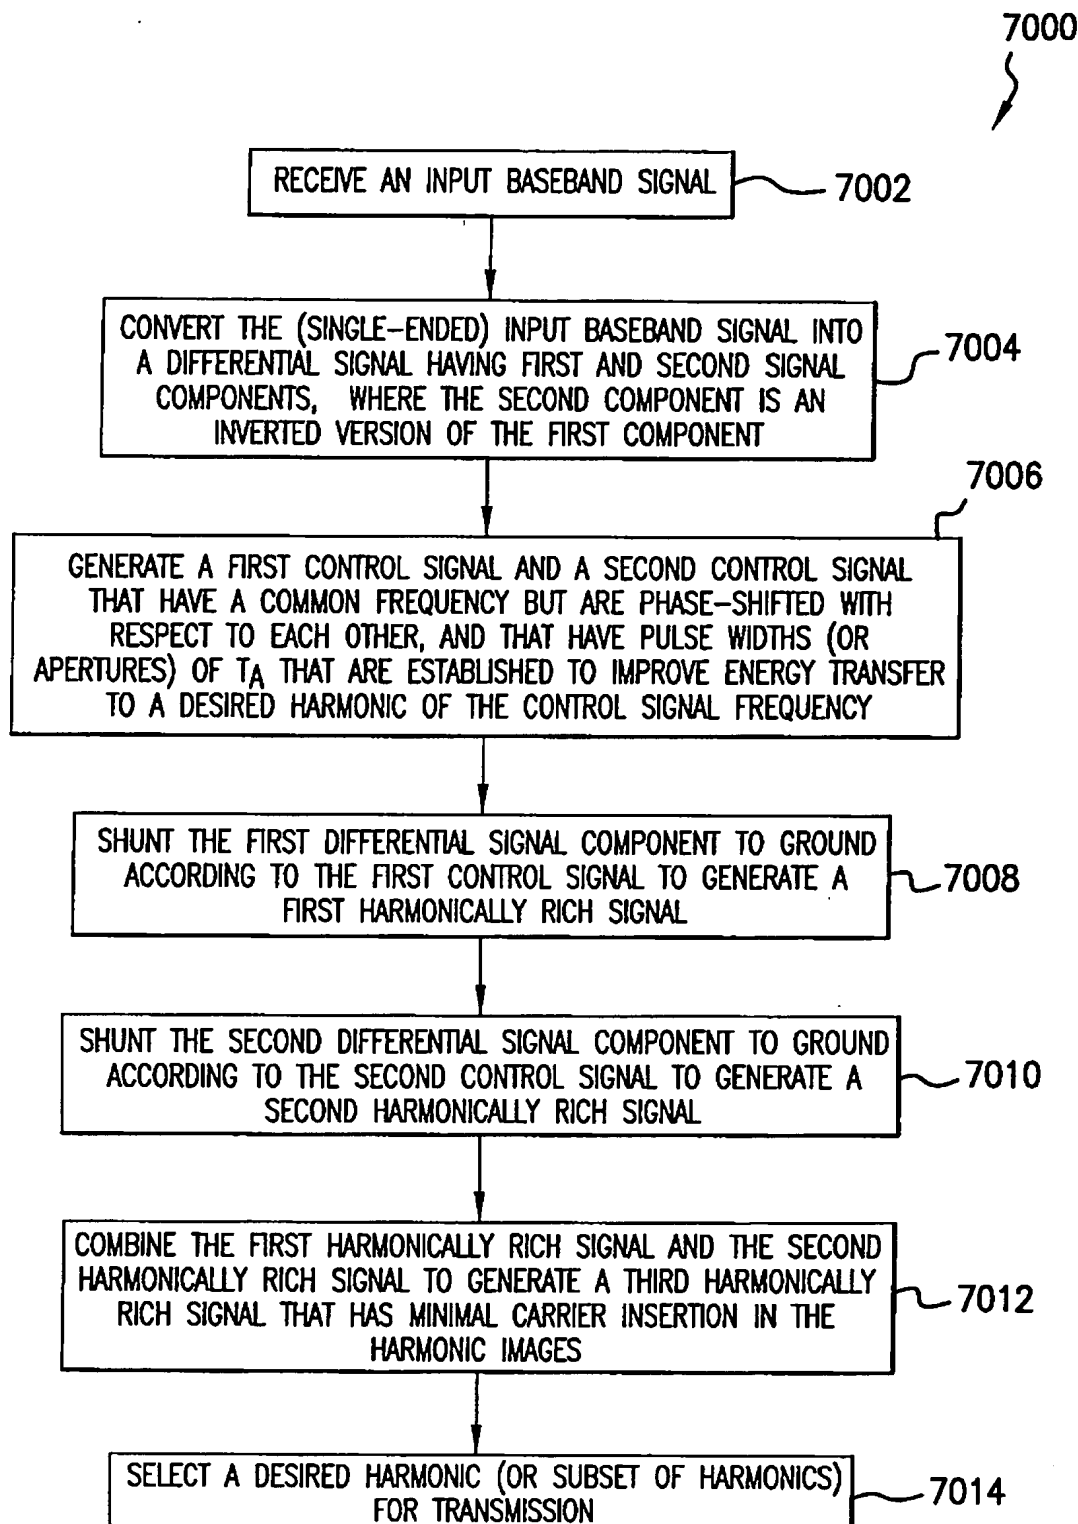 7000
RECEIVE AN INPUT BASEBAND SIGNAL
7002
CONVERT THE (SINGLE-ENDED) INPUT BASEBAND SIGNAL INTO
A DIFFERENTIAL SIGNAL HAVING FIRST AND SECOND SIGNAL
COMPONENTS, WHERE THE SECOND COMPONENT IS AN
INVERTED VERSION OF THE FIRST COMPONENT
7004
7006
GENERATE A FIRST CONTROL SIGNAL AND A SECOND CONTROL SIGNAL
THAT HAVE A COMMON FREQUENCY BUT ARE PHASE-SHIFTED WITH
RESPECT TO EACH OTHER, AND THAT HAVE PULSE WIDTHS (OR
APERTURES) OF TA THAT ARE ESTABLISHED TO IMPROVE ENERGY TRANSFER
TO A DESIRED HARMONIC OF THE CONTROL SIGNAL FREQUENCY
SHUNT THE FIRST DIFFERENTIAL SIGNAL COMPONENT TO GROUND
ACCORDING TO THE FIRST CONTROL SIGNAL TO GENERATE A
FIRST HARMONICALLY RICH SIGNAL
7008
SHUNT THE SECOND DIFFERENTIAL SIGNAL COMPONENT TO GROUND
ACCORDING TO THE SECOND CONTROL SIGNAL TO GENERATE A
SECOND HARMONICALLY RICH SIGNAL
7010
COMBINE THE FIRST HARMONICALLY RICH SIGNAL AND THE SECOND
HARMONICALLY RICH SIGNAL TO GENERATE A THIRD HARMONICALLY
RICH SIGNAL THAT HAS MINIMAL CARRIER INSERTION IN THE
HARMONIC IMAGES
7012
SELECT A DESIRED HARMONIC (OR SUBSET OF HARMONICS)
FOR TRANSMISSION
7014